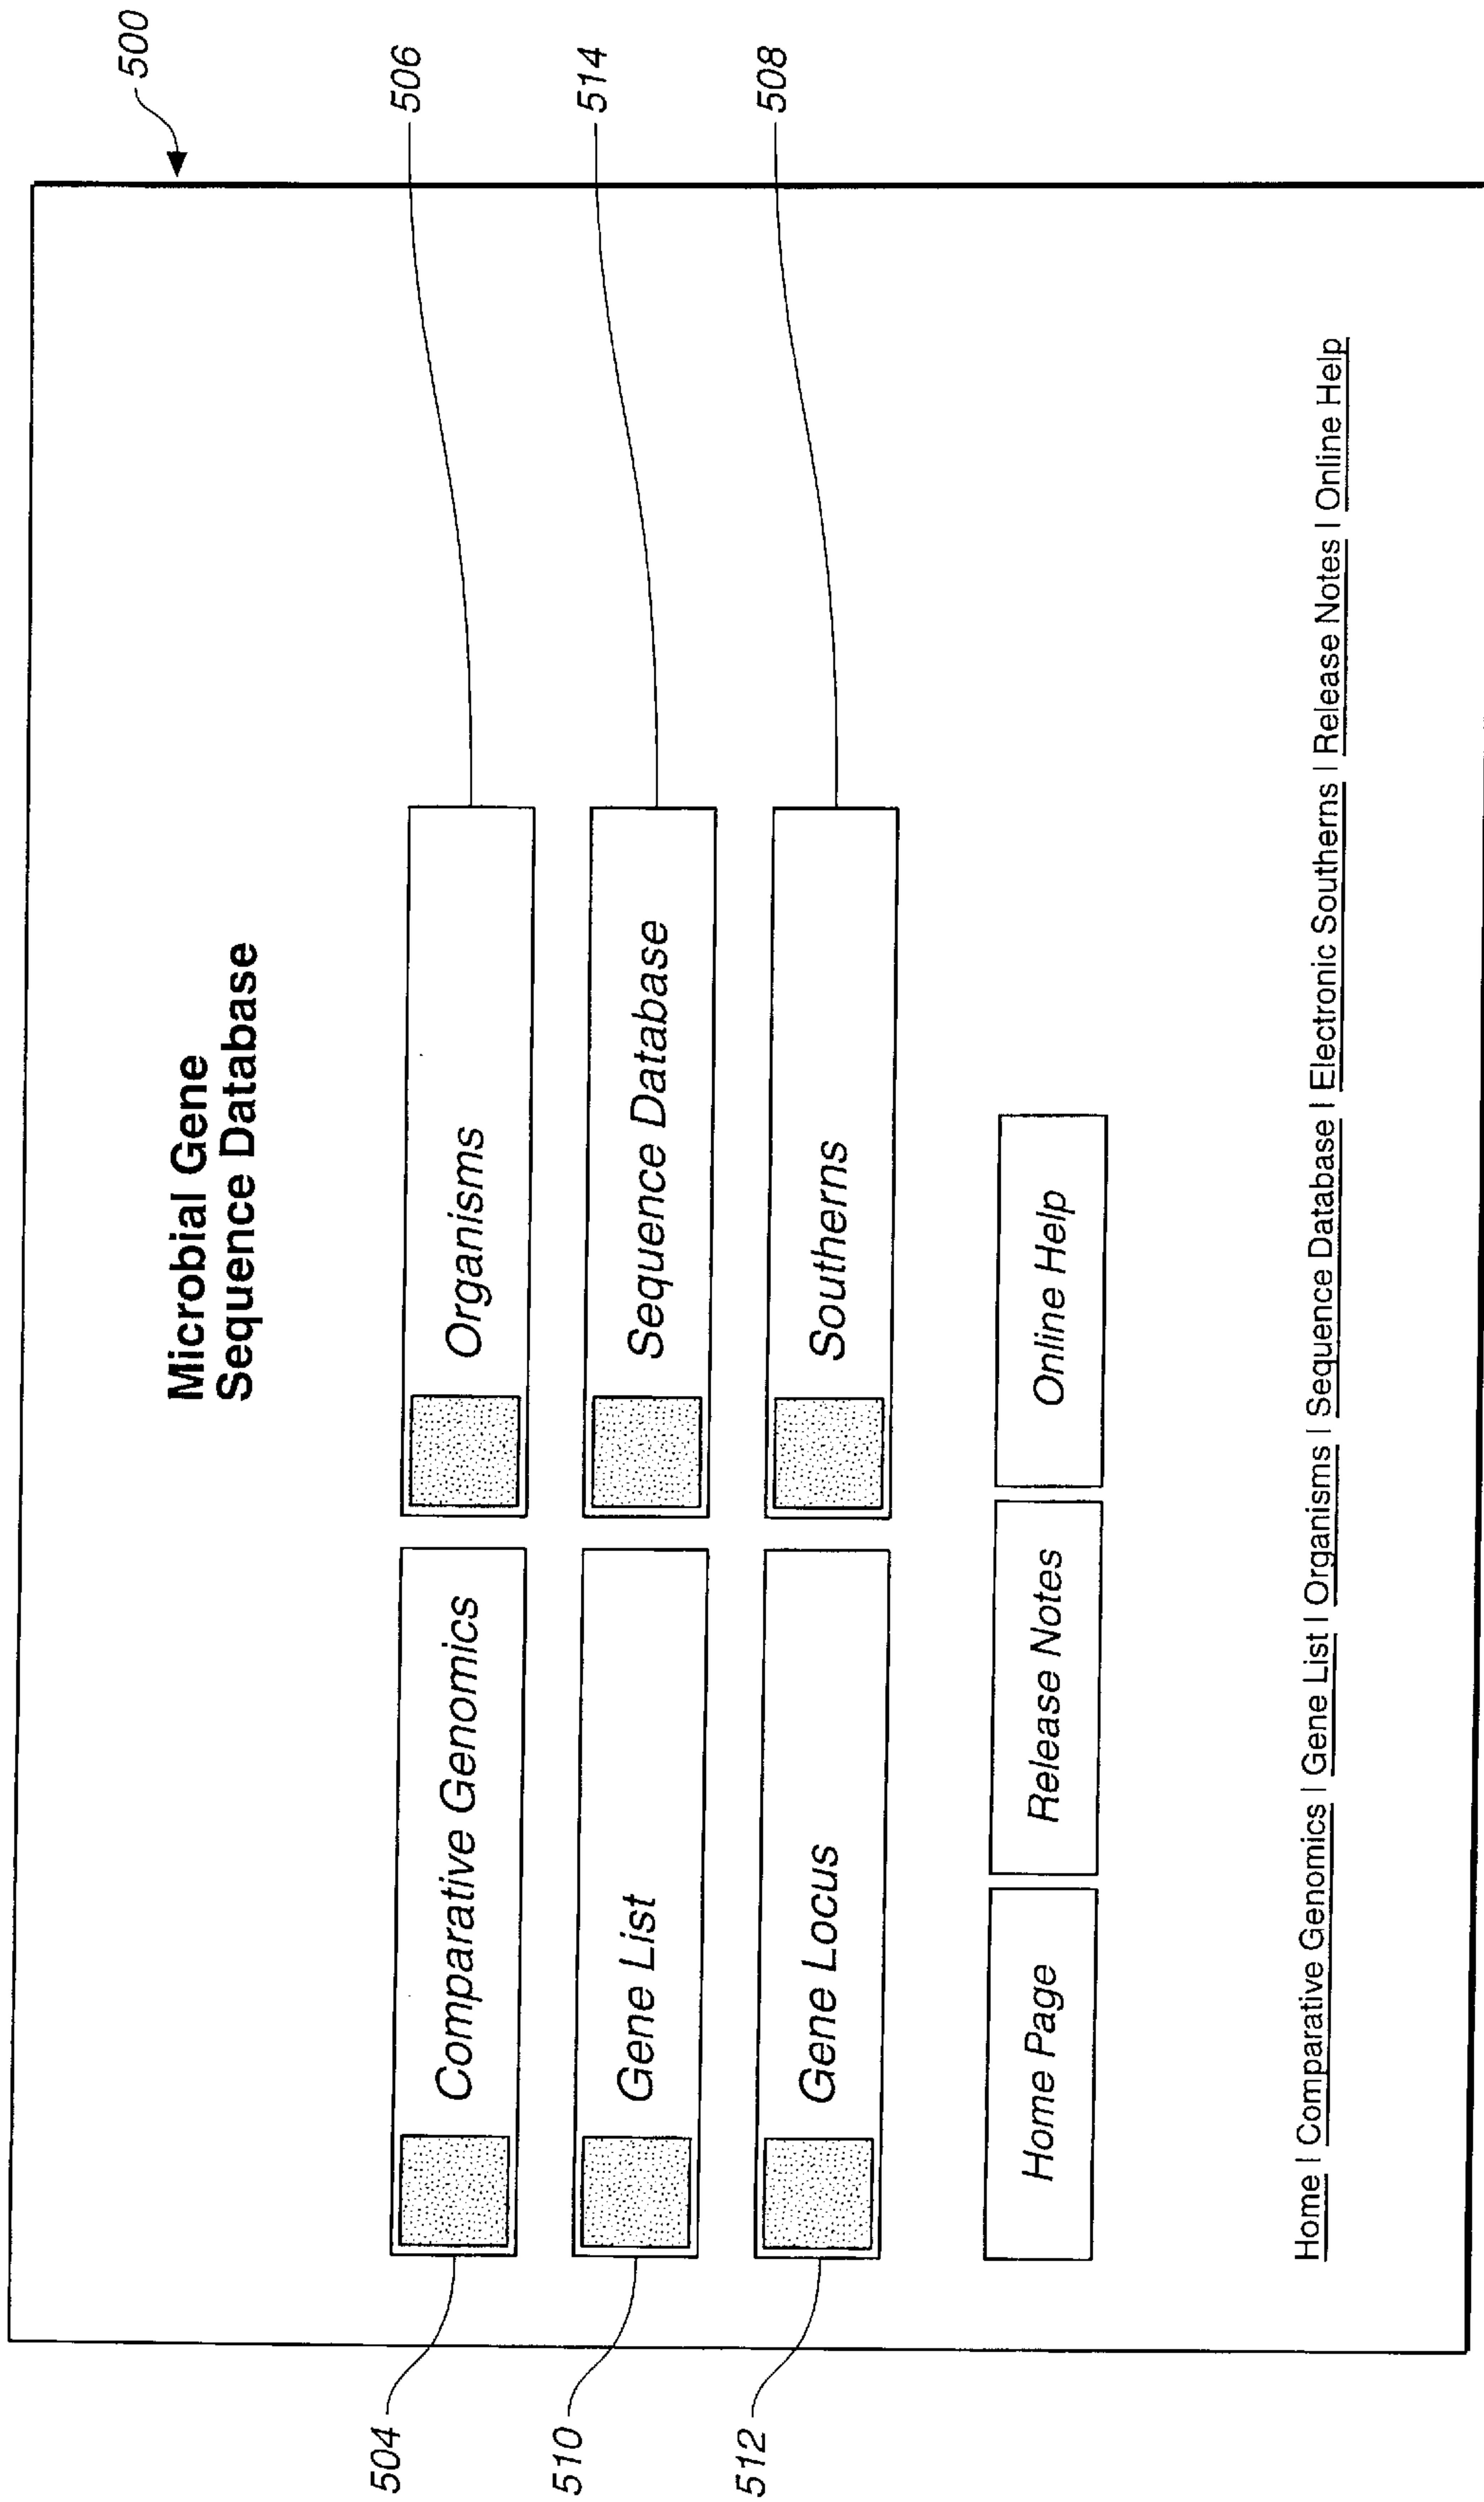 500
Microbial Gene
Sequence Database
504
Comparative Genomics
Organisms
506
510
Gene List
Sequence Database
514
512
Gene Locus
Southerns
508
Home Page
Release Notes
Online Help
Home | Comparative Genomics | Gene List | Organisms | Sequence Database | Electronic Southerns | Release Notes | Online Help